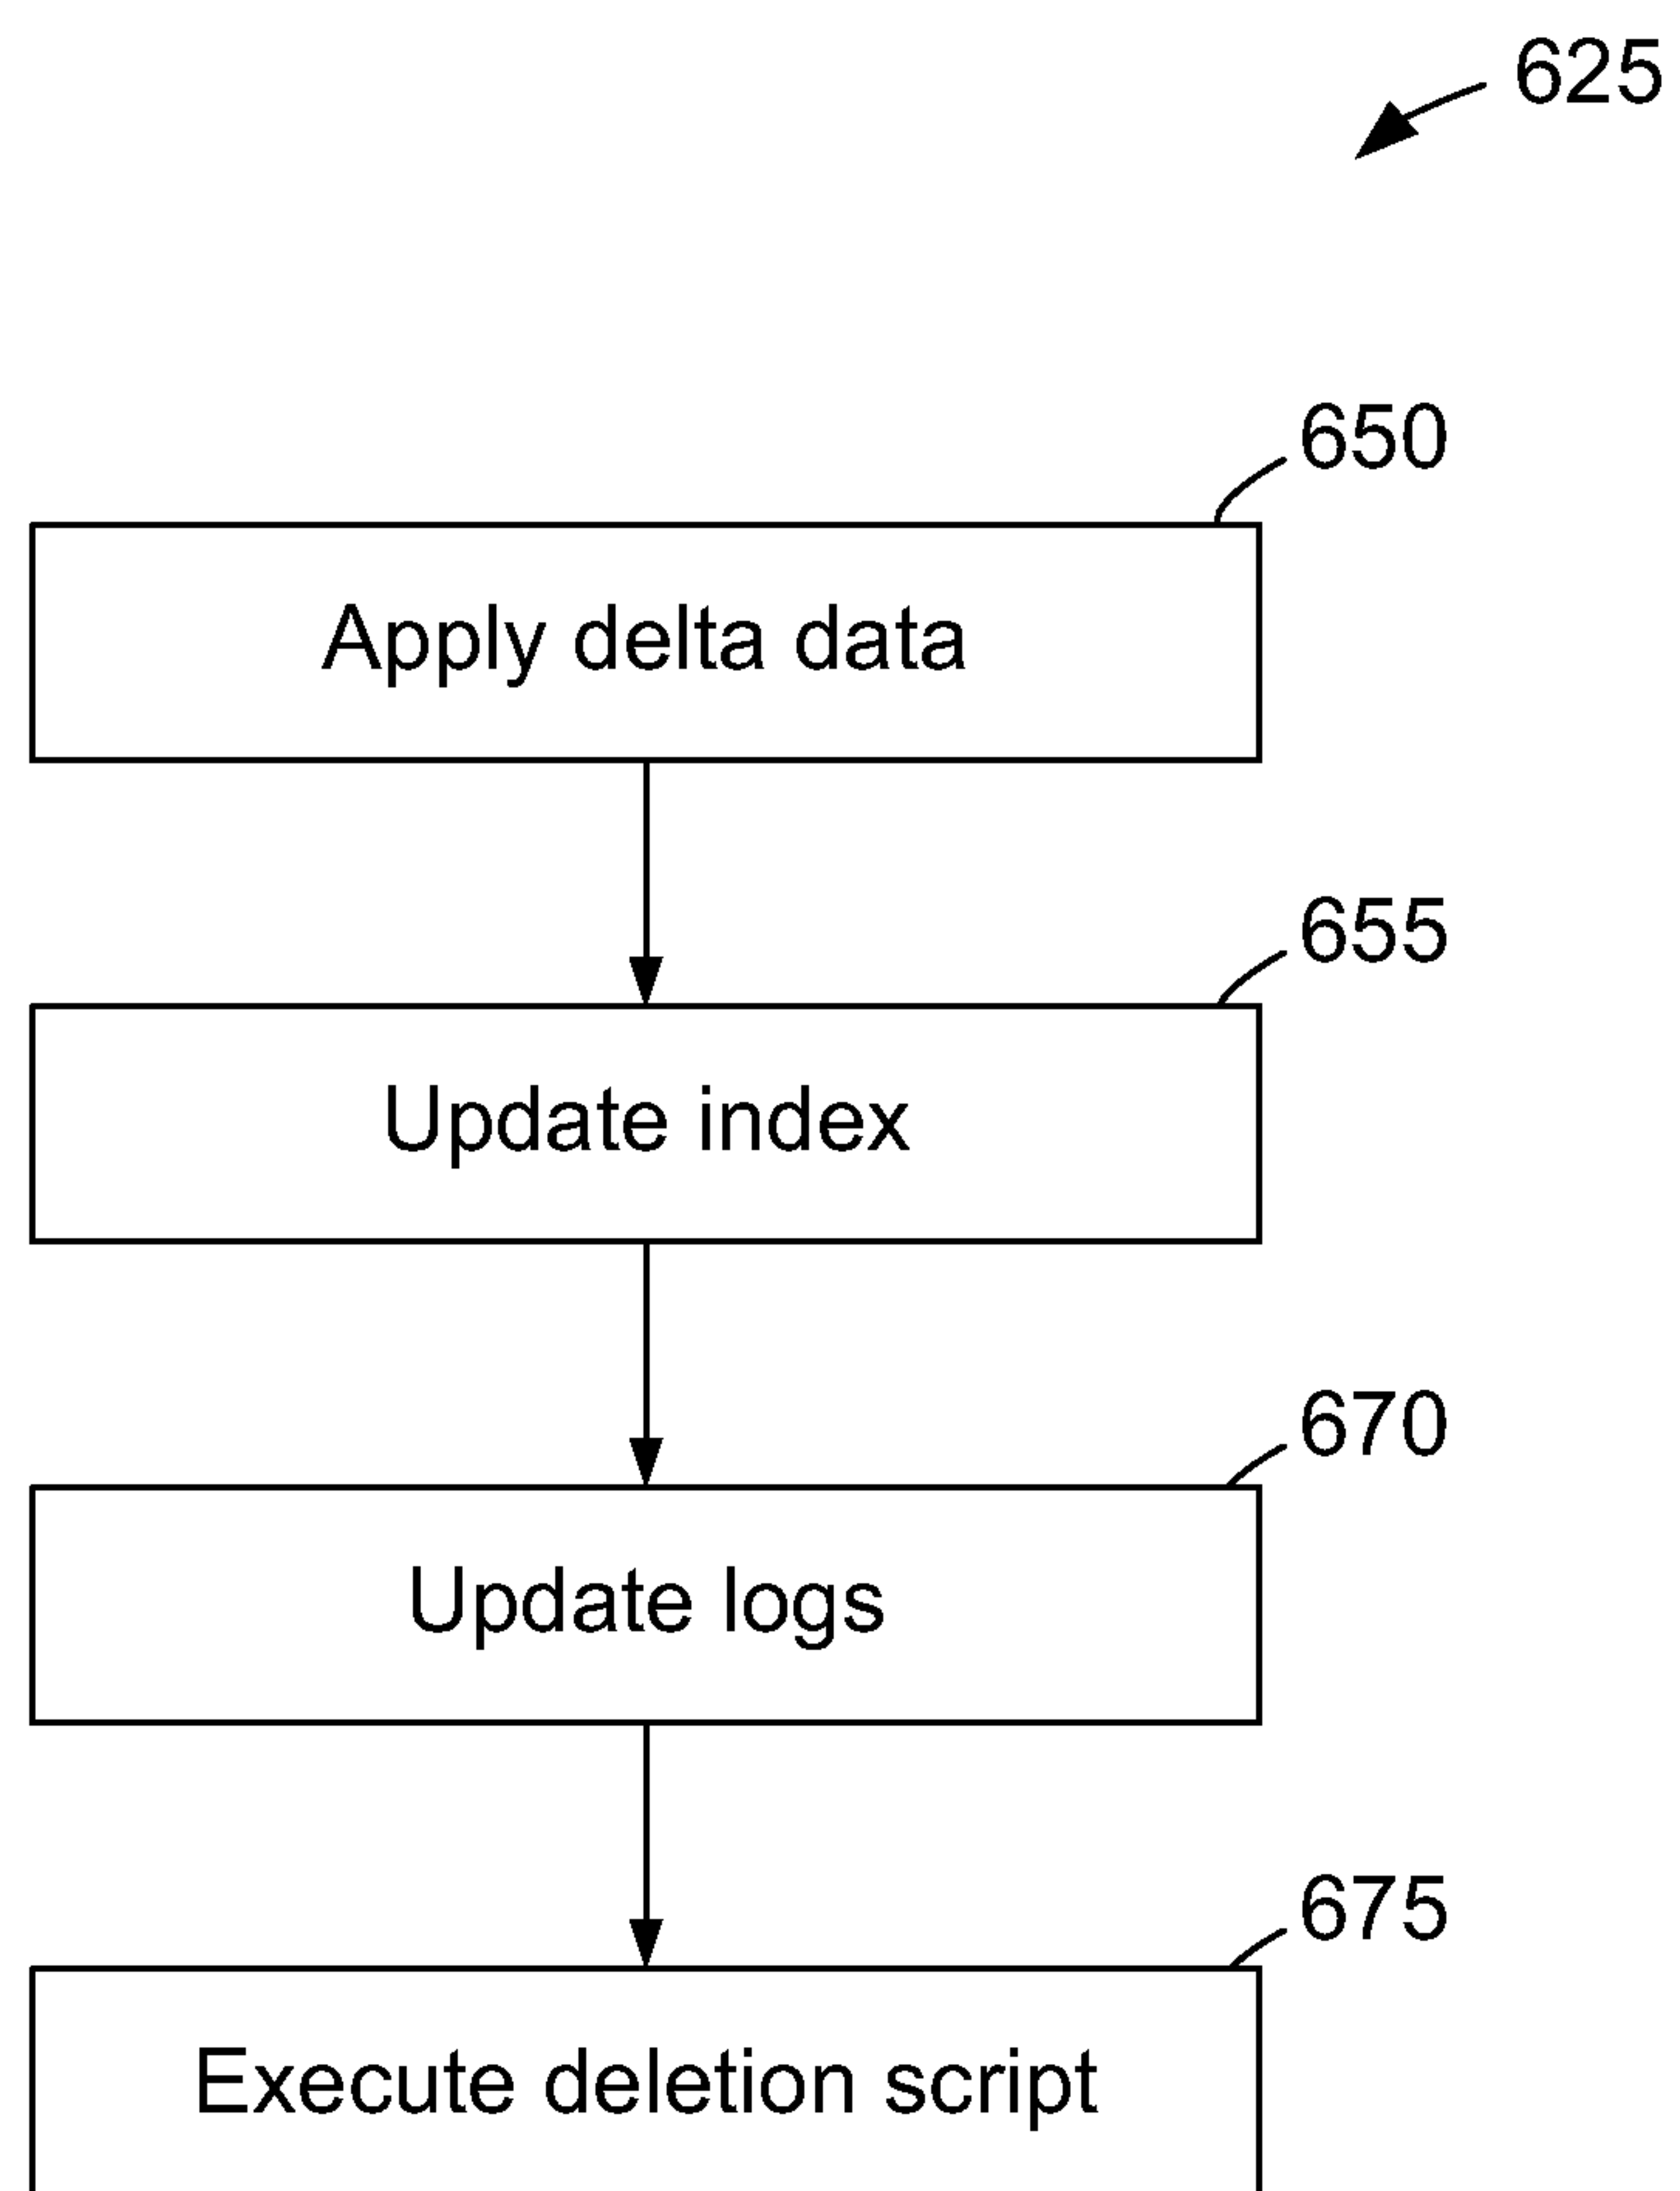 625
650
Apply delta data
655
Update index
670
Update logs
675
Execute deletion script